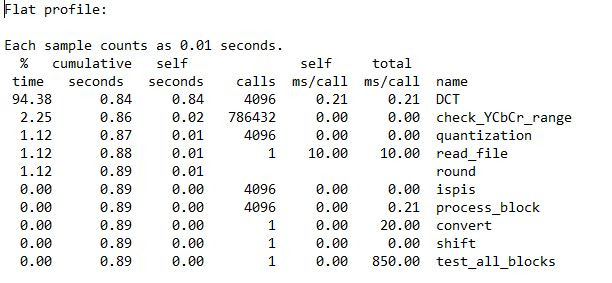 Flat profile:

Each sample counts as 0.01 seconds.
  %   cumulative   self              self     total
 time   seconds   seconds    calls  ms/call  ms/call  name
94.38      0.84     0.84     4096     0.21     0.21  DCT
 2.25      0.86     0.02   786432     0.00     0.00  check_YCbCr_range
 1.12      0.87     0.01     4096     0.00     0.00  quantization
 1.12      0.88     0.01        1    10.00    10.00  read_file
 1.12      0.89     0.01                             round
 0.00      0.89     0.00     4096     0.00     0.00  ispis
 0.00      0.89     0.00     4096     0.00     0.21  process_block
 0.00      0.89     0.00        1     0.00    20.00  convert
 0.00      0.89     0.00        1     0.00     0.00  shift
 0.00      0.89     0.00        1     0.00   850.00  test_all_blocks